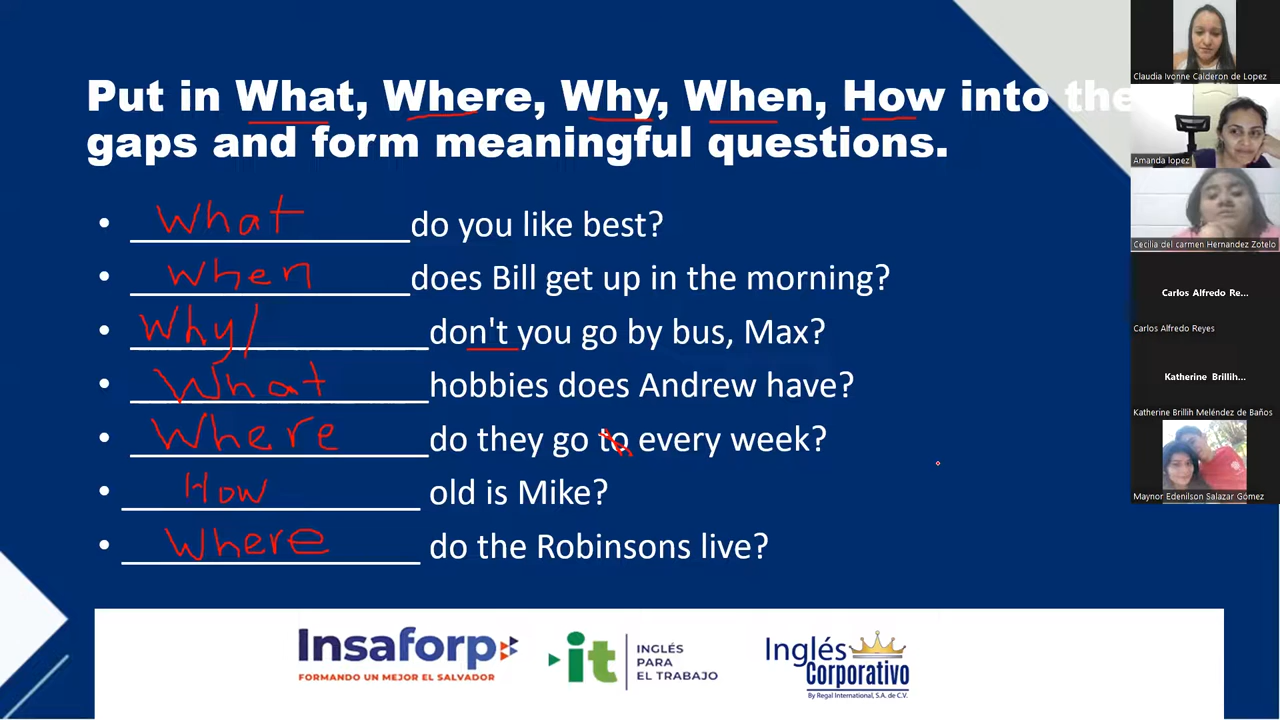 Put in What, Where, Why, When, How into the
gaps and form meaningful questions.
• What do you like best?
• When does Bill get up in the morning?
• Why/ don't you go by bus, Max?
• What hobbies does Andrew have?
• Where do they go to every week?
• How old is Mike?
• Where do the Robinsons live?
Insaforp
FORMANDO UN MEJOR EL SALVADOR
it
INGLÉS
PARA
EL TRABAJO
Inglés
Corporativo
By Regal International, S.A. de C.V.
Claudia Ivonne Calderon de Lopez
Amanda lopez
Cecilia del carmen Hernandez Zotelo
Carlos Alfredo Re...
Carlos Alfredo Reyes
Katherine Brillih...
Katherine Brillih Meléndez de Baños
Maynor Edenilson Salazar Gómez